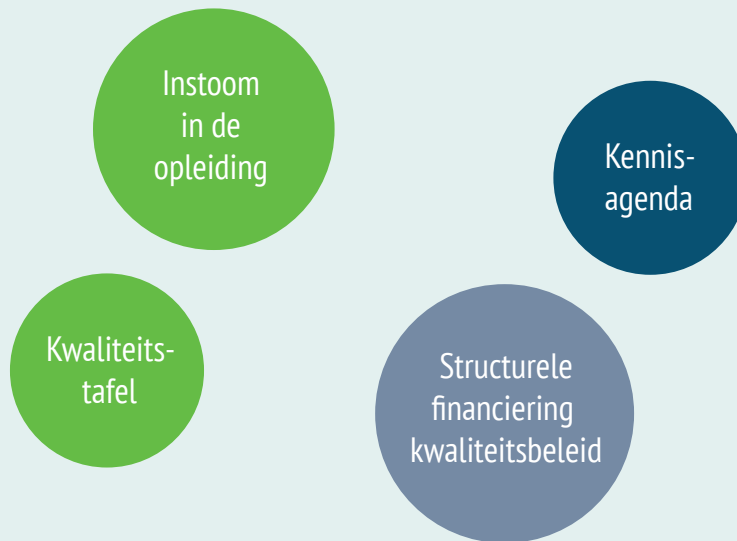 Instoom
in de
opleiding
Kennis-
agenda
Kwaliteits-
tafel
Structurele
financiering
kwaliteitsbeleid